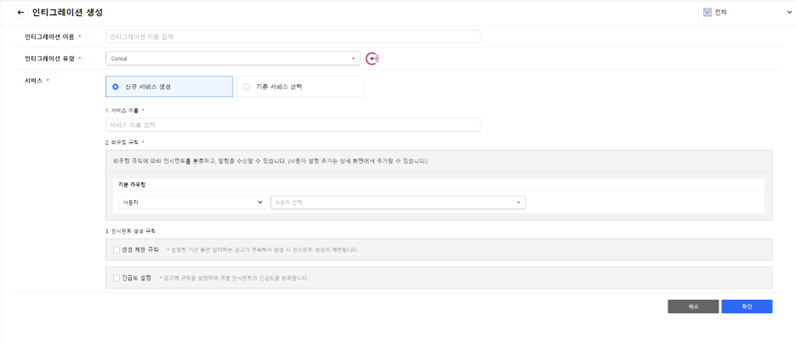 인티그레이션 생성
전체
인티그레이션 이름 *
인티그레이션 이름 입력
인티그레이션 유형 *
Consul
서비스 *
신규 서비스 생성
기존 서비스 선택
1. 서비스 이름 *
서비스 이름 입력
2. 라우팅 규칙 *
라우팅 규칙에 따라 인시던트를 분류하고, 알림을 수신할 수 있습니다. (사용자 설정 추가는 상세 화면에서 추가할 수 있습니다.)
기본 라우팅
사용자
사용자 선택
3. 인시던트 생성 규칙
생성 제한 규칙
* 설정한 기간 동안 일치하는 경고가 연속해서 발생 시 인시던트 생성이 제한됩니다.
긴급도 설정
* 경고에 규칙을 설정하여 개별 인시던트의 긴급도를 분류합니다.
취소
확인